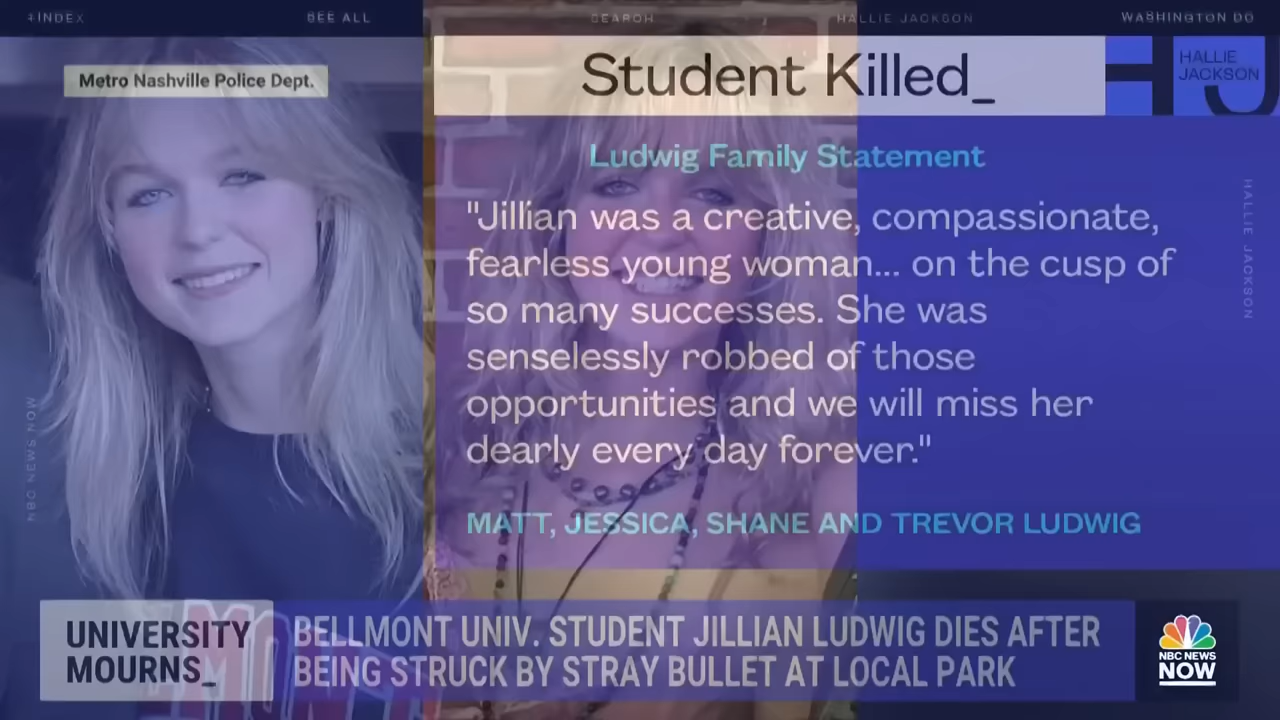 +INDEX
SEE ALL
SEARCH
HALLIE JACKSON
WASHINGTON DC
Metro Nashville Police Dept.
Student Killed_
HALLIE
JACKSON
Ludwig Family Statement
"Jillian was a creative, compassionate,
fearless young woman... on the cusp of
so many successes. She was
senselessly robbed of those
opportunities and we will miss her
dearly every day forever."
MATT, JESSICA, SHANE AND TREVOR LUDWIG
HALLIE JACKSON
NBC NEWS NOW
UNIVERSITY
MOURNS_
BELLMONT UNIV. STUDENT JILLIAN LUDWIG DIES AFTER
BEING STRUCK BY STRAY BULLET AT LOCAL PARK
NBC NEWS
NOW